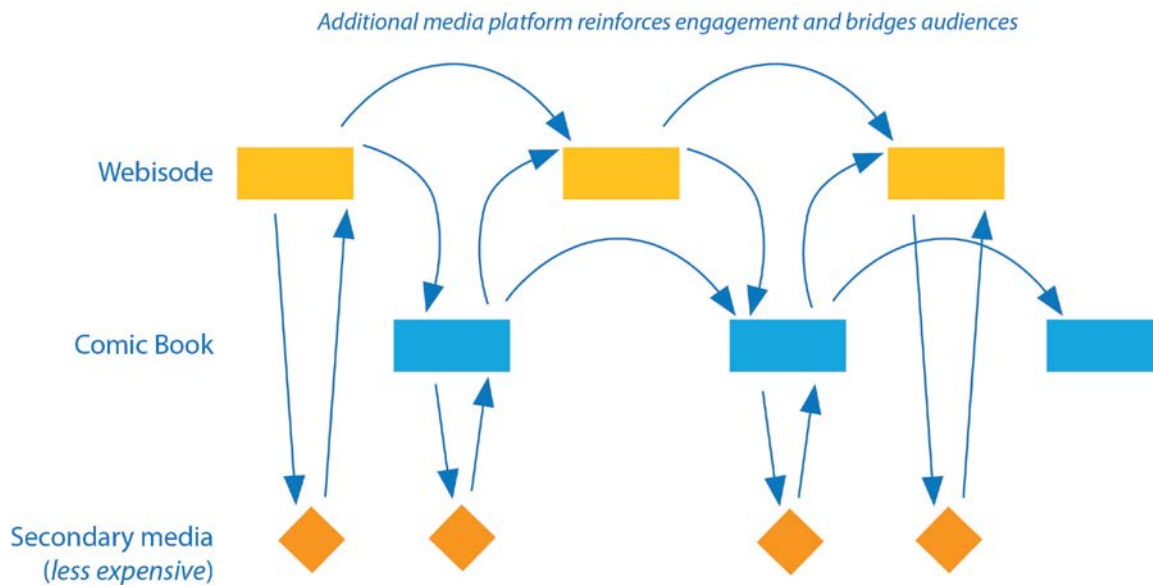 Additional media platform reinforces engagement and bridges audiences
Webisode
Comic Book
Secondary media
(less expensive)